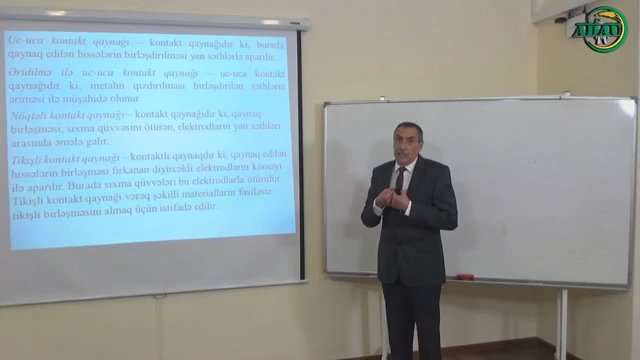 Uc-uca kontakt qaynağı – kontakt qaynağıdır ki, burada
qaynaq edilən hissələrin birləşdirilməsi yan səthlərlə aparılır.
Əridilmə ilə uc-uca kontakt qaynağı – uc-uca kontakt
qaynağıdır ki, metalın qızdırılması birləşdirilən səthlərin
əriməsi ilə müşahidə olunur
Nöqtəli kontakt qaynağı – kontakt qaynağıdır ki, qaynaq
birləşməsi, sıxma qüvvəsini ötürən, elektrodların yan səthləri
arasında əmələ gəlir.
Tikişli kontakt qaynağı – kontaktlı qaynaqdır ki, qaynaq edilən
hissələrin birləşməsi fırlanan diyircəkli elektrodların köməyi
ilə aparılır. Burada sıxma qüvvələri bu elektrodlarla ötürülür.
Tikişli kontakt qaynağı vərəq şəkilli materialların fasiləsiz
tikişli birləşməsini almaq üçün istifadə edilir.
ADAU
TV